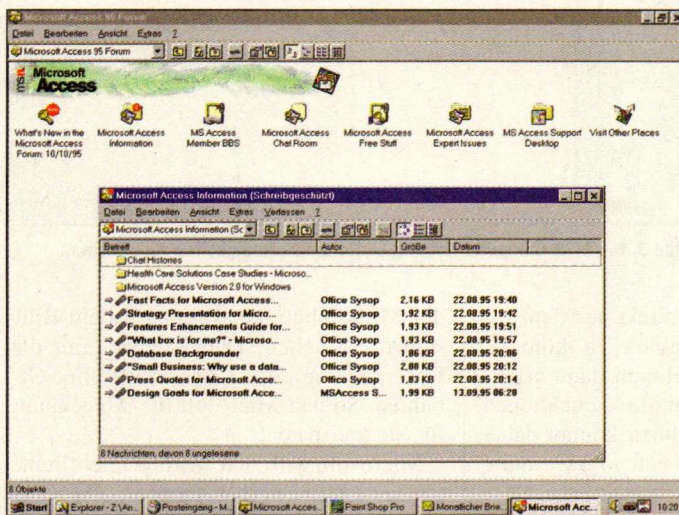 Microsoft Access 95 Forum
Datei Bearbeiten Ansicht Extras ?
Microsoft Access 95 Forum
msn Microsoft
Access
What's New in the Microsoft Access Forum: 10/10/95
Microsoft Access Information
MS Access Member BBS
Microsoft Access Chat Room
Microsoft Access Free Stuff
Microsoft Access Expert Issues
MS Access Support Desktop
Visit Other Places
Microsoft Access Information (Schreibgeschützt)
Datei Bearbeiten Ansicht Extras Verlassen ?
Microsoft Access Information (Sc
Betreff Autor Größe Datum
Chat Histories
Health Care Solutions Case Studies - Microso...
Microsoft Access Version 2.0 for Windows
Fast Facts for Microsoft Access... Office Sysop 2,16 KB 22.08.95 19:40
Strategy Presentation for Micro... Office Sysop 1,92 KB 22.08.95 19:42
Features Enhancements Guide for... Office Sysop 1,93 KB 22.08.95 19:51
"What box is for me?" - Microso... Office Sysop 1,93 KB 22.08.95 19:57
Database Backgrounder Office Sysop 1,86 KB 22.08.95 20:06
"Small Business: Why use a data... Office Sysop 2,08 KB 22.08.95 20:12
Press Quotes for Microsoft Acce... Office Sysop 1,83 KB 22.08.95 20:14
Design Goals for Microsoft Acce... MSAccess S... 1,99 KB 13.09.95 06:28
8 Nachrichten, davon 8 ungelesene
8 Objekte
Start Explorer - Z:\An... Posteingang - M... Microsoft Acces... Paint Shop Pro Monatlicher Brie... Microsoft Acc... 10:20